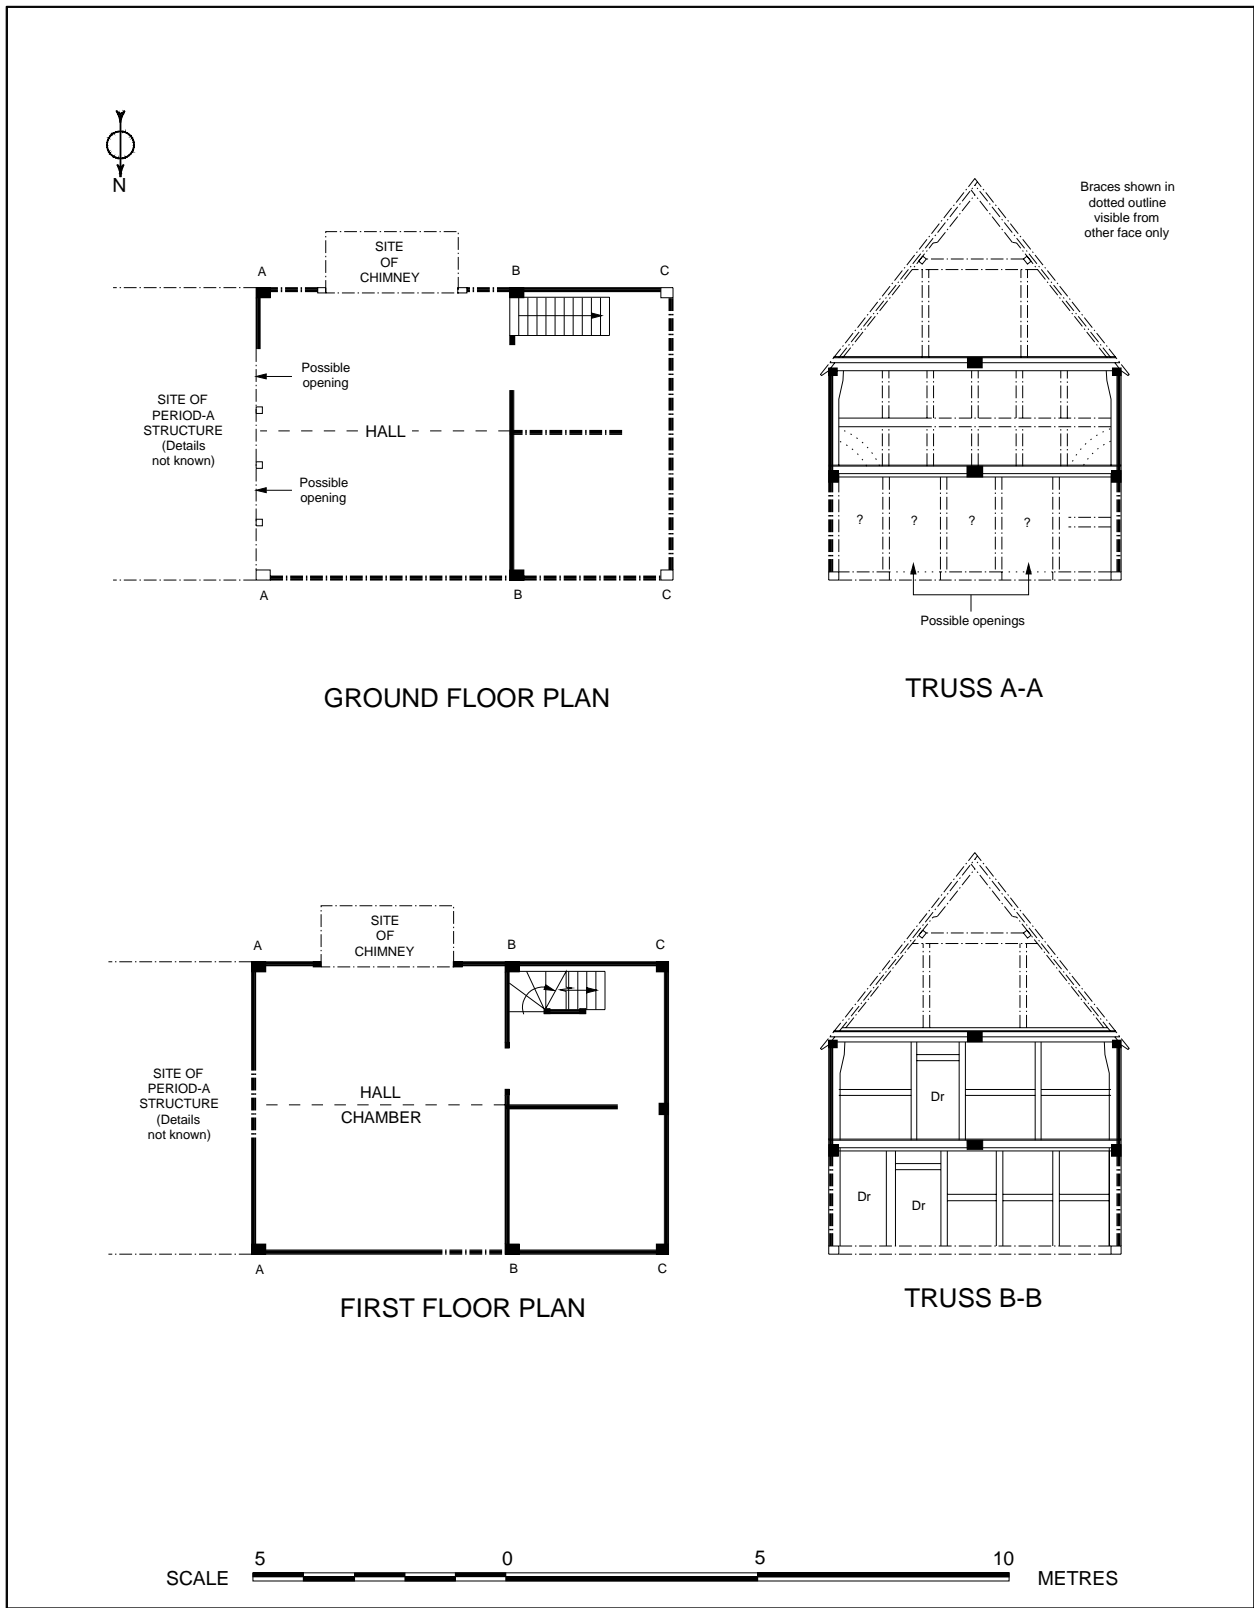 N
A
SITE
OF
CHIMNEY
B
C
Possible
opening
SITE OF
PERIOD-A
STRUCTURE
(Details
not known)
HALL
Possible
opening
A
B
C
GROUND FLOOR PLAN
Braces shown in
dotted outline
visible from
other face only
? ? ? ?
Possible openings
TRUSS A-A
A
SITE
OF
CHIMNEY
B
C
SITE OF
PERIOD-A
STRUCTURE
(Details
not known)
HALL
CHAMBER
A
B
C
FIRST FLOOR PLAN
Dr
Dr
Dr
TRUSS B-B
SCALE 5 0 5 10 METRES